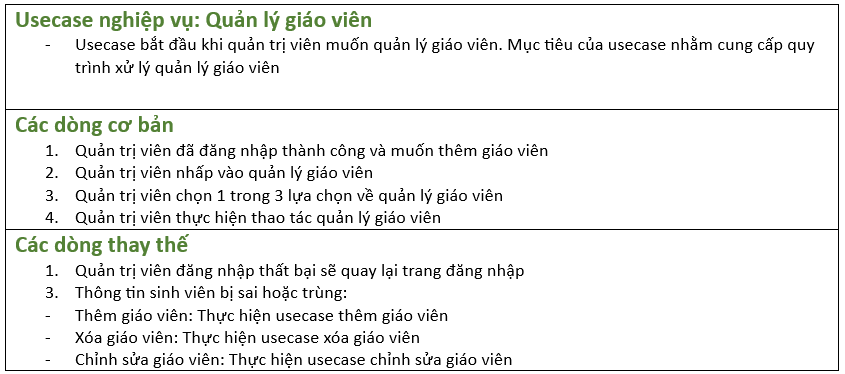 Usecase nghiệp vụ: Quản lý giáo viên
- Usecase bắt đầu khi quản trị viên muốn quản lý giáo viên. Mục tiêu của usecase nhằm cung cấp quy
trình xử lý quản lý giáo viên
Các dòng cơ bản
1. Quản trị viên đã đăng nhập thành công và muốn thêm giáo viên
2. Quản trị viên nhấp vào quản lý giáo viên
3. Quản trị viên chọn 1 trong 3 lựa chọn về quản lý giáo viên
4. Quản trị viên thực hiện thao tác quản lý giáo viên
Các dòng thay thế
1. Quản trị viên đăng nhập thất bại sẽ quay lại trang đăng nhập
3. Thông tin sinh viên bị sai hoặc trùng:
- Thêm giáo viên: Thực hiện usecase thêm giáo viên
- Xóa giáo viên: Thực hiện usecase xóa giáo viên
- Chỉnh sửa giáo viên: Thực hiện usecase chỉnh sửa giáo viên